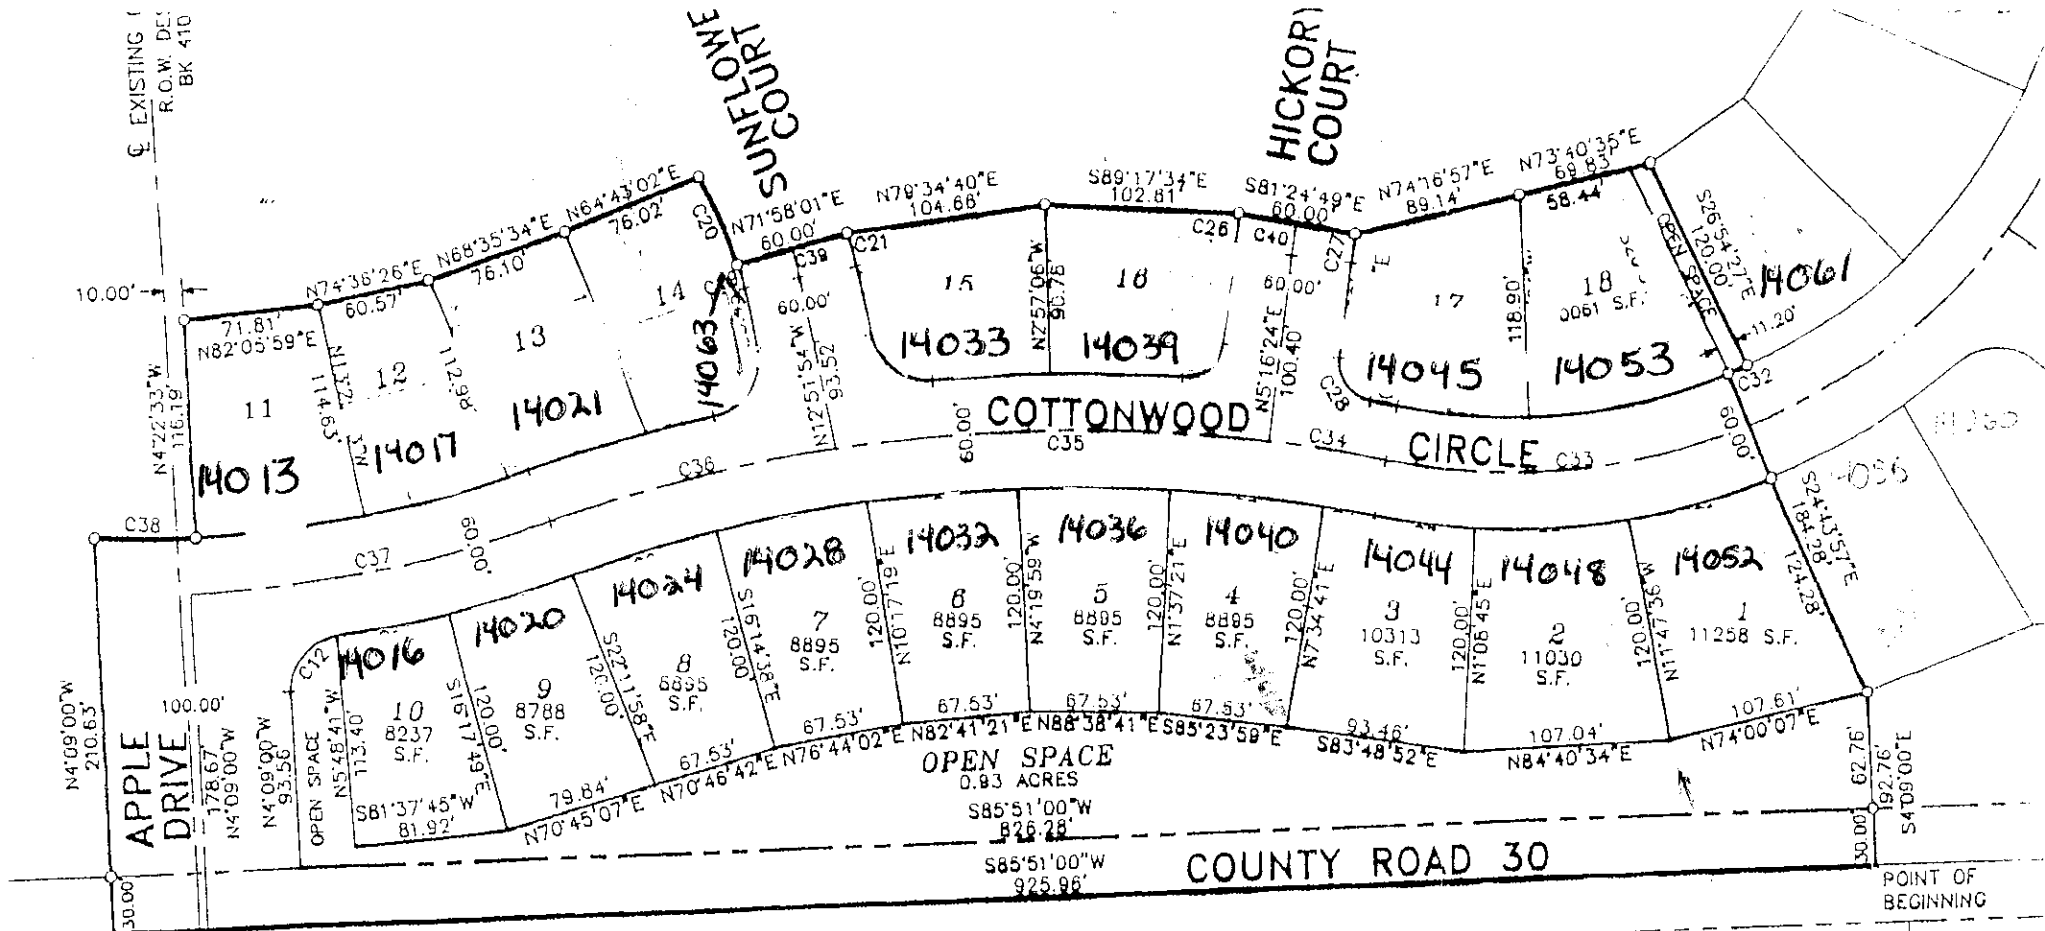 ℄ EXISTING
R.O.W. DES
BK 410
SUNFLOWE
COURT
HICKOR
COURT
10.00'
71.81'
N82°05'59"E
N74°36'26"E
60.57'
N68°35'34"E
76.10'
N64°43'02"E
76.02'
C20
N71°58'01"E
60.00'
C39
C21
N79°34'40"E
104.66'
S89°17'34"E
102.81'
C26
S81°24'49"E
60.00'
C40
C27
N74°16'57"E
89.14'
N73°40'35"E
69.83'
58.44'
OPEN SPACE
S26°54'27"E
120.00'
14061
11.20'
C32
N4°22'33"W
116.19'
11
14013
114.63'
12
14017
112.98'
13
14021
14
14063
60.00'
N12°51'54"W
93.52
15
14033
N2°57'06"W
90.76'
16
14039
60.00'
N5°16'24"E
100.40'
"E
17
14045
C28
118.90'
18
0061 S.F.
14053
COTTONWOOD
CIRCLE
60.00'
C35
C34
C33
C36
C37
60.00'
60.00'
C38
S24°43'57"E
184.28'
124.28'
14056
C12
14016
10
8237
S.F.
N5°48'41"W
113.40'
S81°37'45"W
81.92'
S16°17'49"E
120.00'
14020
9
8788
S.F.
79.84'
N70°45'07"E
S22°11'58"E
120.00'
14024
8
8895
S.F.
67.53'
N70°46'42"E
S16°14'38"E
120.00'
14028
7
8895
S.F.
67.53'
N76°44'02"E
120.00'
N10°17'19"E
14032
6
8895
S.F.
67.53'
N82°41'21"E
120.00'
N4°19'59"W
14036
5
8895
S.F.
67.53'
N88°38'41"E
120.00'
N1°37'21"E
14040
4
8895
S.F.
67.53'
S85°23'59"E
120.00'
N7°34'41"E
14044
3
10313
S.F.
93.46'
S83°48'52"E
120.00'
N1°08'45"E
14048
2
11030
S.F.
107.04'
N84°40'34"E
120.00'
N11°47'36"W
14052
1
11258 S.F.
107.61'
N74°00'07"E
N4°09'00"W
210.63'
APPLE
DRIVE
100.00'
178.67'
N4°09'00"W
N4°09'00"W
93.56
OPEN SPACE
OPEN SPACE
0.93 ACRES
S85°51'00"W
826.28'
S85°51'00"W
925.96'
COUNTY ROAD 30
62.76'
92.76'
S4°09'00"E
30.00'
30.00
POINT OF
BEGINNING